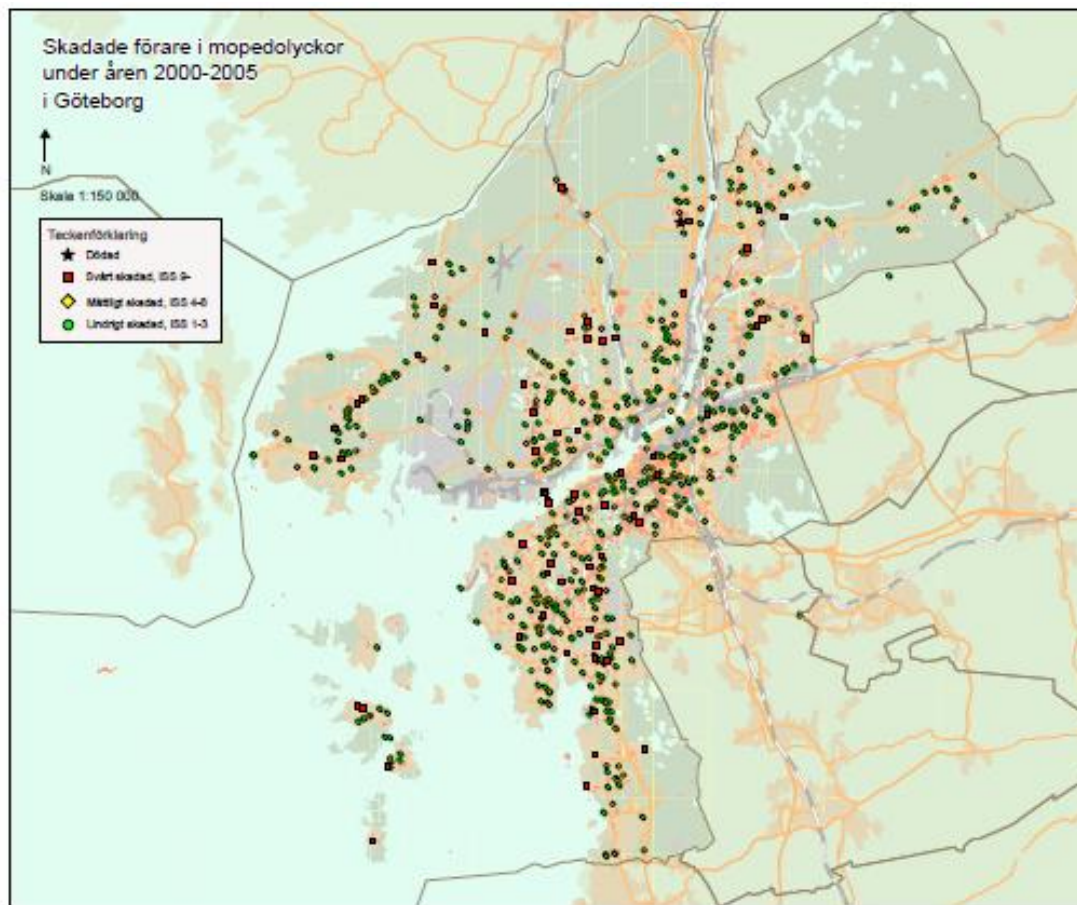 Skadade förare i mopedolyckor
under åren 2000-2005
i Göteborg
N
Skala 1:150 000
Teckenförklaring
Dödad
Svårt skadad, ISS 9-
Måttligt skadad, ISS 4-8
Lindrigt skadad, ISS 1-3